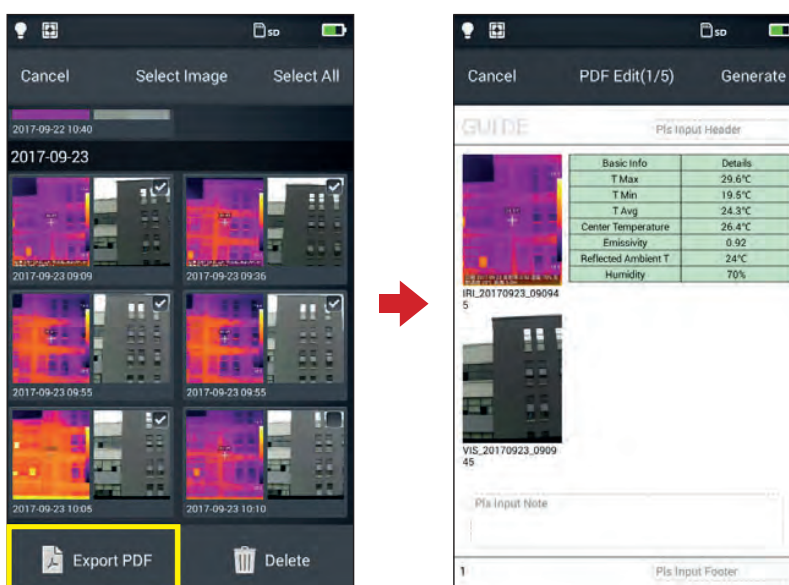 SD
Cancel Select Image Select All
2017-09-22 10:40
2017-09-23
2017-09-23 09:09 2017-09-23 09:36
2017-09-23 09:55 2017-09-23 09:55
2017-09-23 10:05 2017-09-23 10:10
Export PDF Delete
SD
Cancel PDF Edit(1/5) Generate
GUIDE Pls Input Header
Basic Info Details
T Max 29.6°C
T Min 19.5°C
T Avg 24.3°C
Center Temperature 26.4°C
Emissivity 0.92
Reflected Ambient T 24°C
Humidity 70%
IRI_20170923_09094
5
VIS_20170923_0909
45
Pls Input Note
1 Pls Input Footer